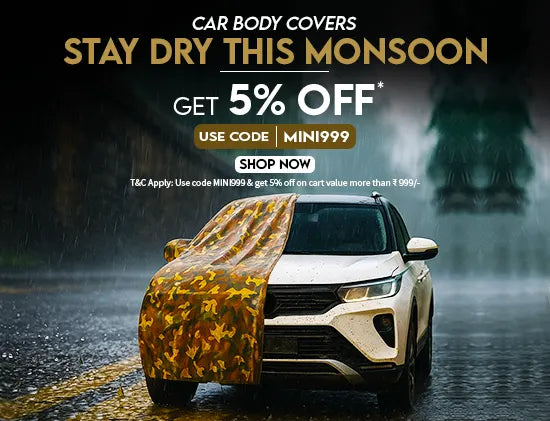 CAR BODY COVERS
STAY DRY THIS MONSOON
GET 5% OFF*
USE CODE | MINI999
SHOP NOW
T&C Apply: Use code MINI999 & get 5% off on cart value more than ₹ 999/-